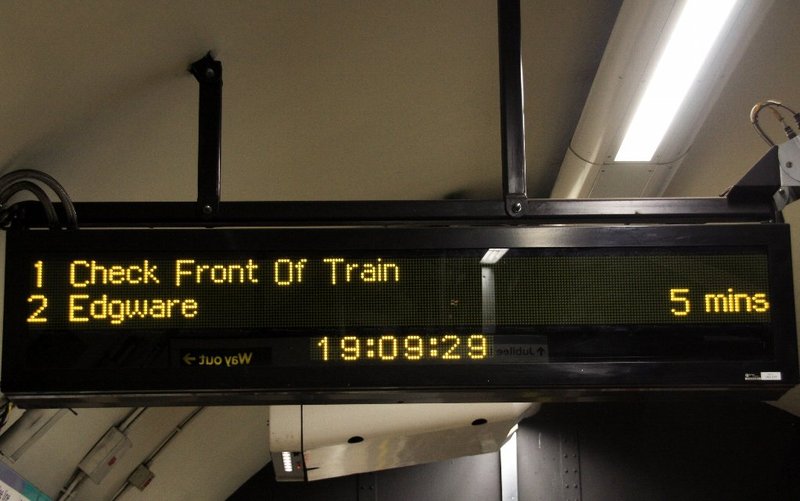 1 Check Front Of Train
2 Edgware 5 mins
19:09:29
Way out
Jubilee